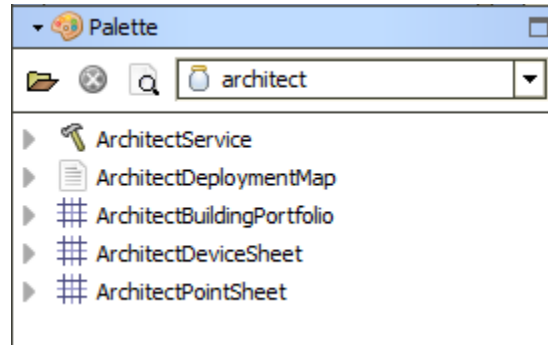 Palette
architect
ArchitectService
ArchitectDeploymentMap
ArchitectBuildingPortfolio
ArchitectDeviceSheet
ArchitectPointSheet